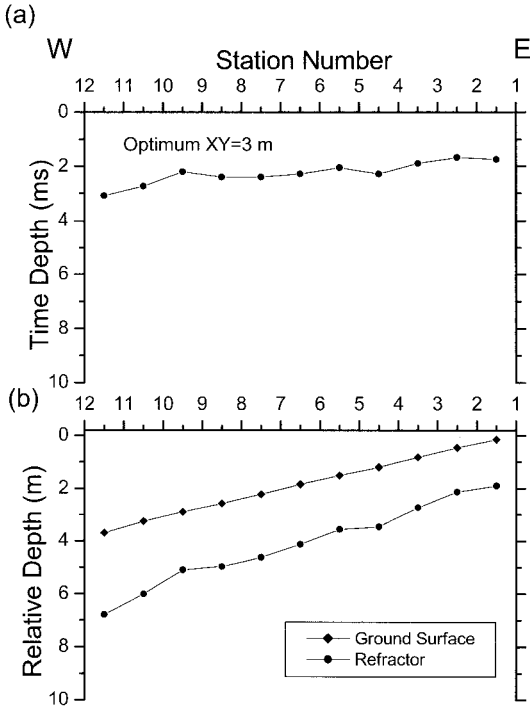 (a)
W Station Number E
12 11 10 9 8 7 6 5 4 3 2 1
0
Optimum XY=3 m
2
4
6
8
10
Time Depth (ms)
(b)
12 11 10 9 8 7 6 5 4 3 2 1
0
2
4
6
8
10
Relative Depth (m)
Ground Surface
Refractor